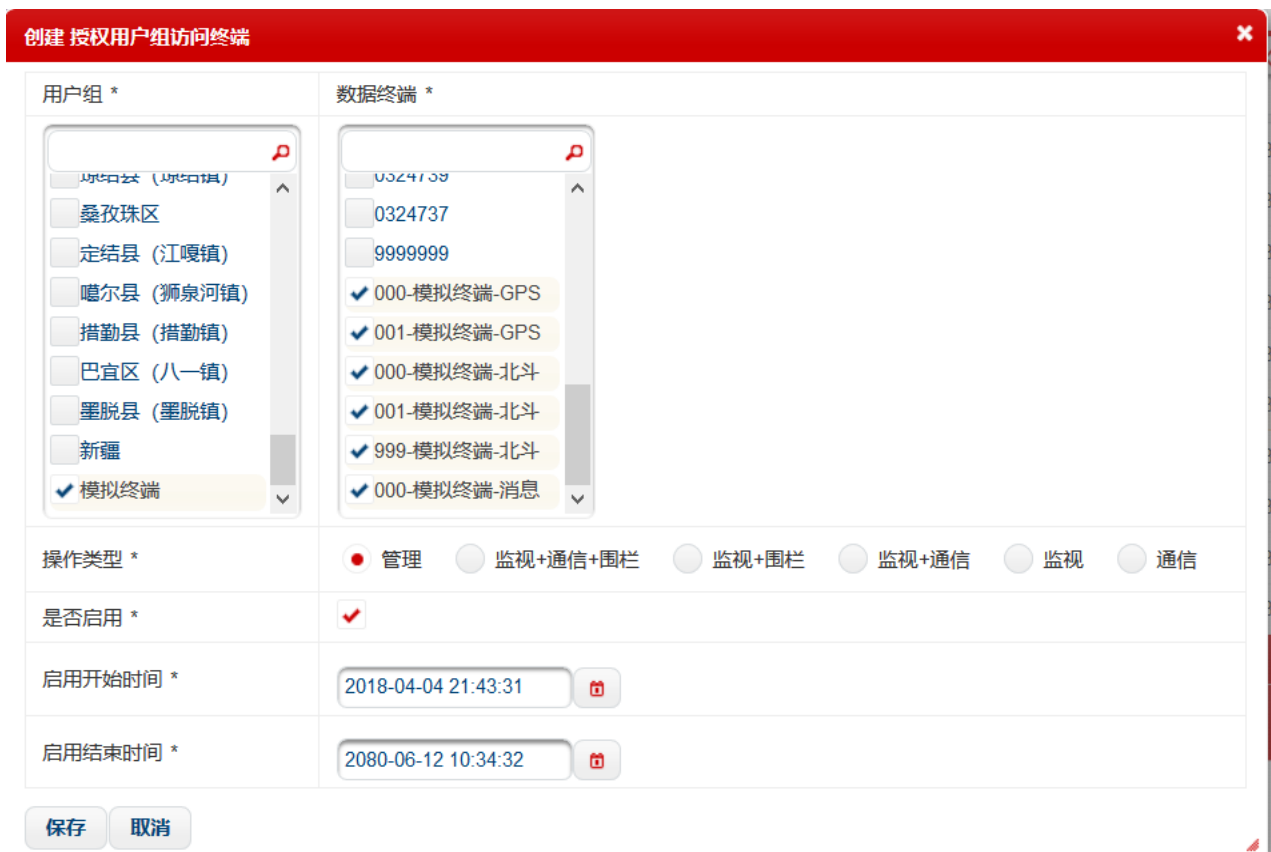 创建 授权用户组访问终端
用户组 *
数据终端 *
琼结县 (琼结镇)
桑孜珠区
定结县 (江嘎镇)
噶尔县 (狮泉河镇)
措勤县 (措勤镇)
巴宜区 (八一镇)
墨脱县 (墨脱镇)
新疆
模拟终端
0324739
0324737
9999999
000-模拟终端-GPS
001-模拟终端-GPS
000-模拟终端-北斗
001-模拟终端-北斗
999-模拟终端-北斗
000-模拟终端-消息
操作类型 * 管理 监视+通信+围栏 监视+围栏 监视+通信 监视 通信
是否启用 *
启用开始时间 * 2018-04-04 21:43:31
启用结束时间 * 2080-06-12 10:34:32
保存 取消